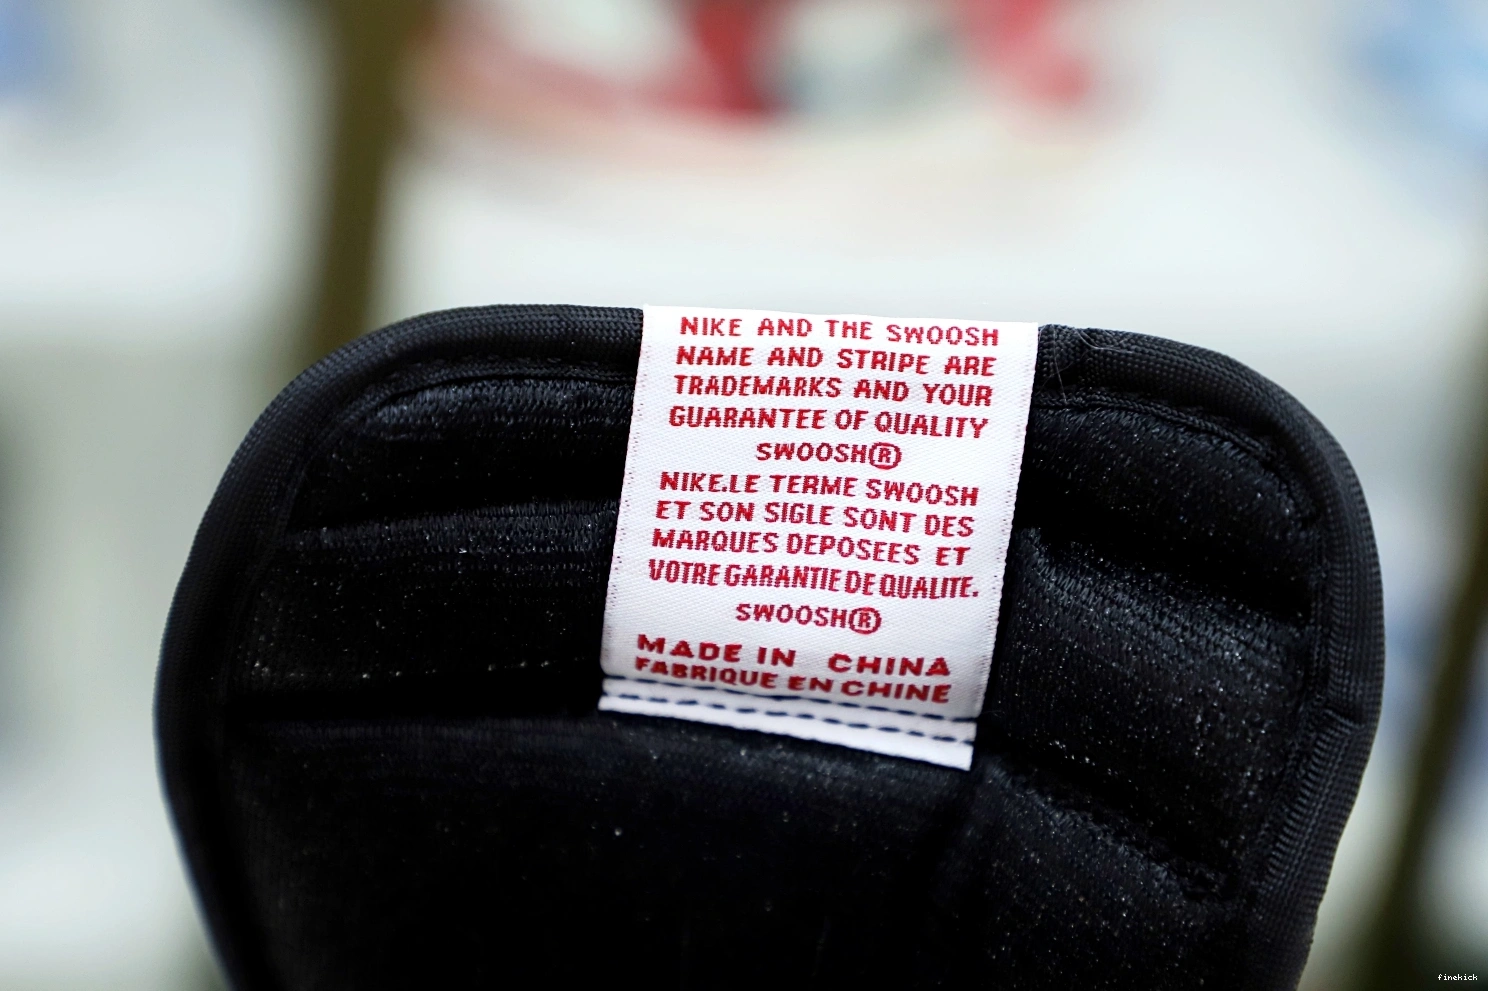 NIKE AND THE SWOOSH
NAME AND STRIPE ARE
TRADEMARKS AND YOUR
GUARANTEE OF QUALITY
SWOOSH®
NIKE.LE TERME SWOOSH
ET SON SIGLE SONT DES
MARQUES DEPOSEES ET
VOTRE GARANTIE DE QUALITE.
SWOOSH®
MADE IN CHINA
FABRIQUE EN CHINE
finekick